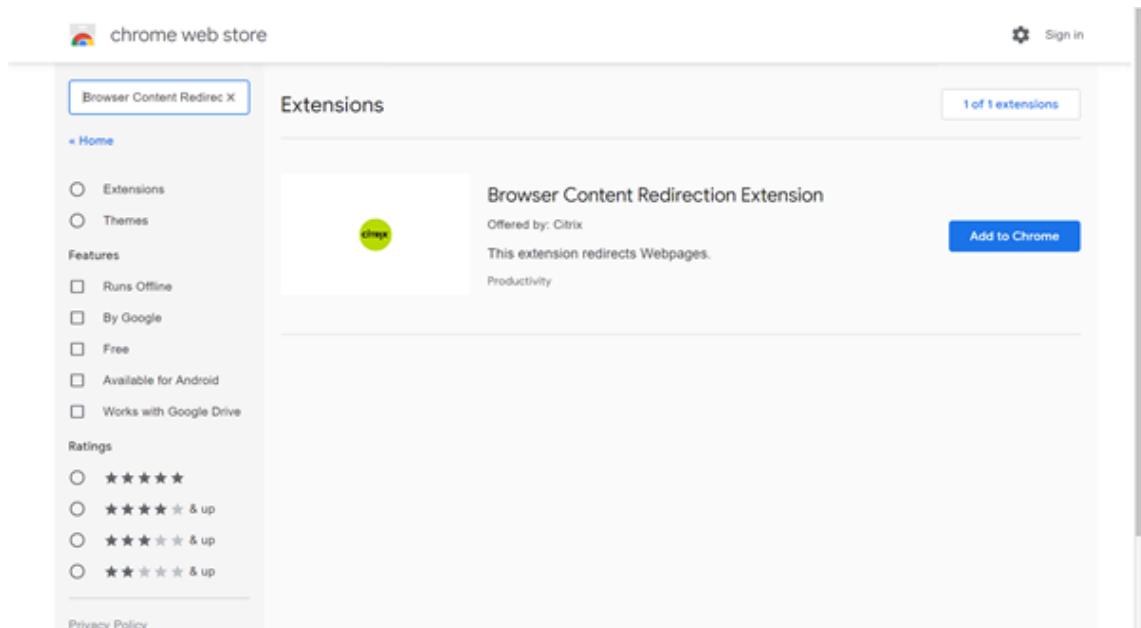 chrome web store
Sign in
Browser Content Redirec ×
Extensions
1 of 1 extensions
« Home
Extensions
Themes
Features
Runs Offline
By Google
Free
Available for Android
Works with Google Drive
Ratings
& up
& up
& up
citrix
Browser Content Redirection Extension
Offered by: Citrix
This extension redirects Webpages.
Productivity
Add to Chrome
Privacy Policy